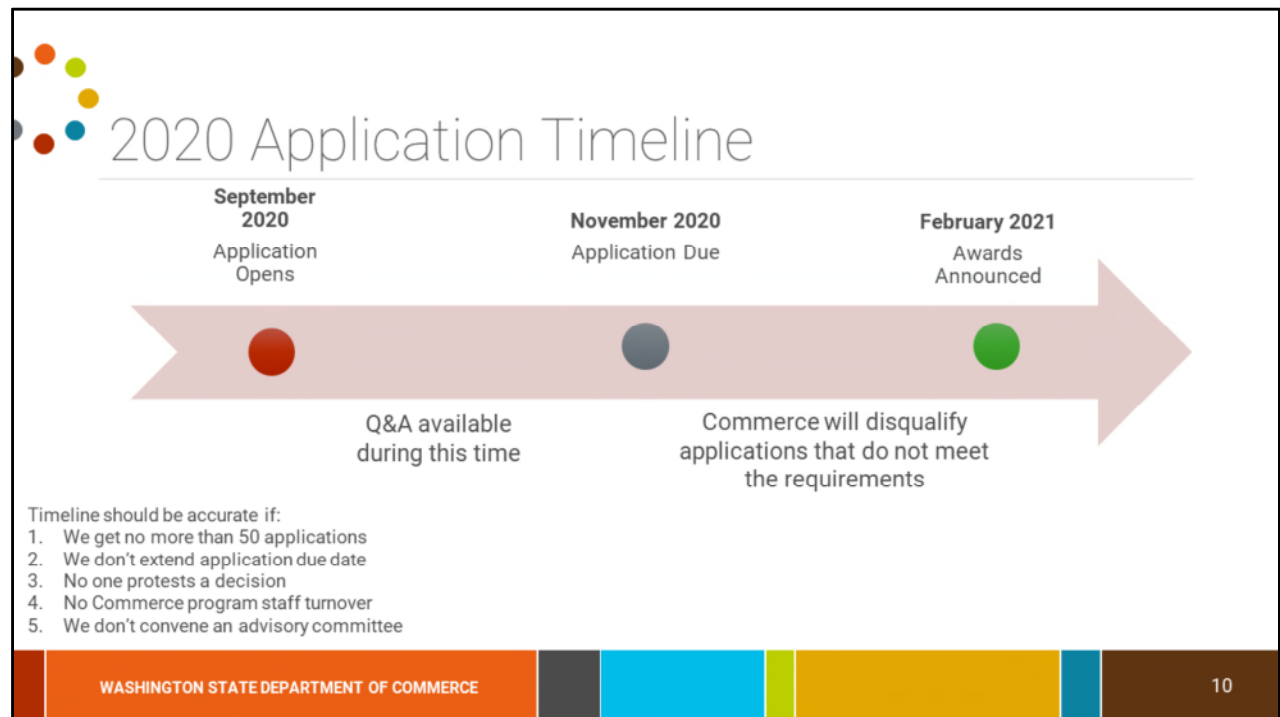 2020 Application Timeline
September
2020
Application
Opens
November 2020
Application Due
February 2021
Awards
Announced
Q&A available
during this time
Commerce will disqualify
applications that do not meet
the requirements
Timeline should be accurate if:
1. We get no more than 50 applications
2. We don't extend application due date
3. No one protests a decision
4. No Commerce program staff turnover
5. We don't convene an advisory committee
WASHINGTON STATE DEPARTMENT OF COMMERCE
10